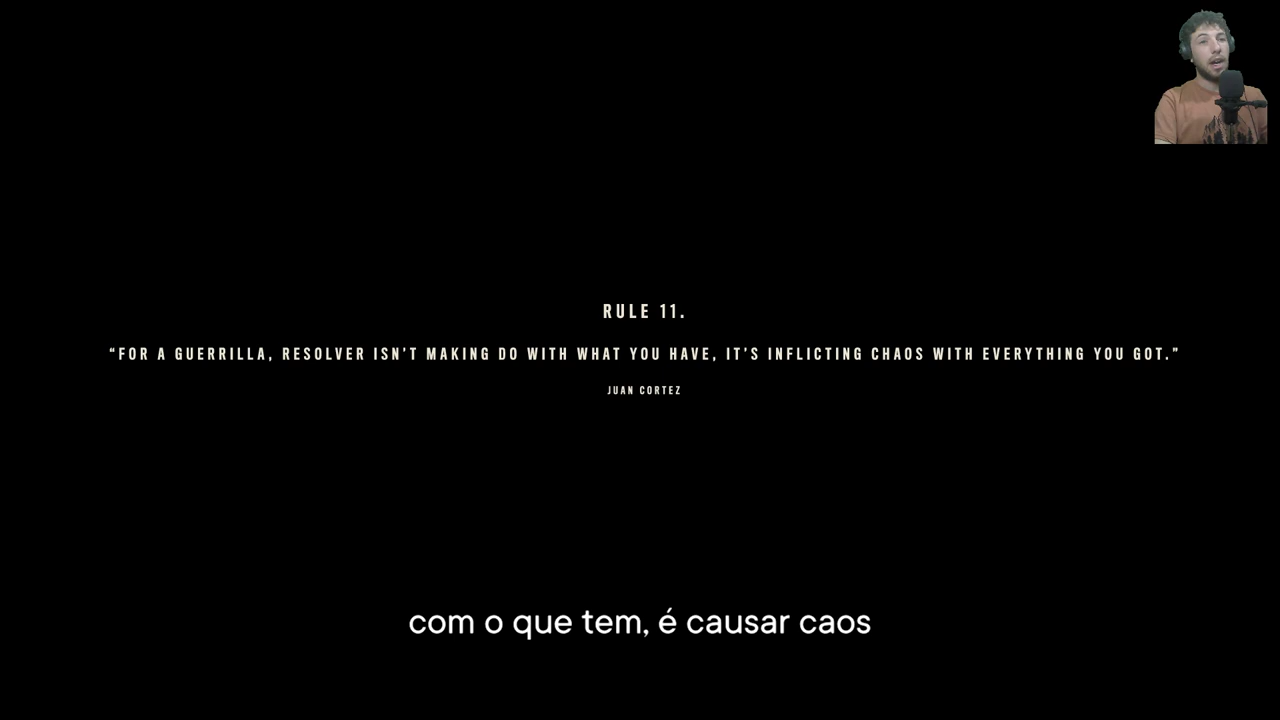 RULE 11.
“FOR A GUERRILLA, RESOLVER ISN’T MAKING DO WITH WHAT YOU HAVE, IT’S INFLICTING CHAOS WITH EVERYTHING YOU GOT.”
JUAN CORTEZ
com o que tem, é causar caos